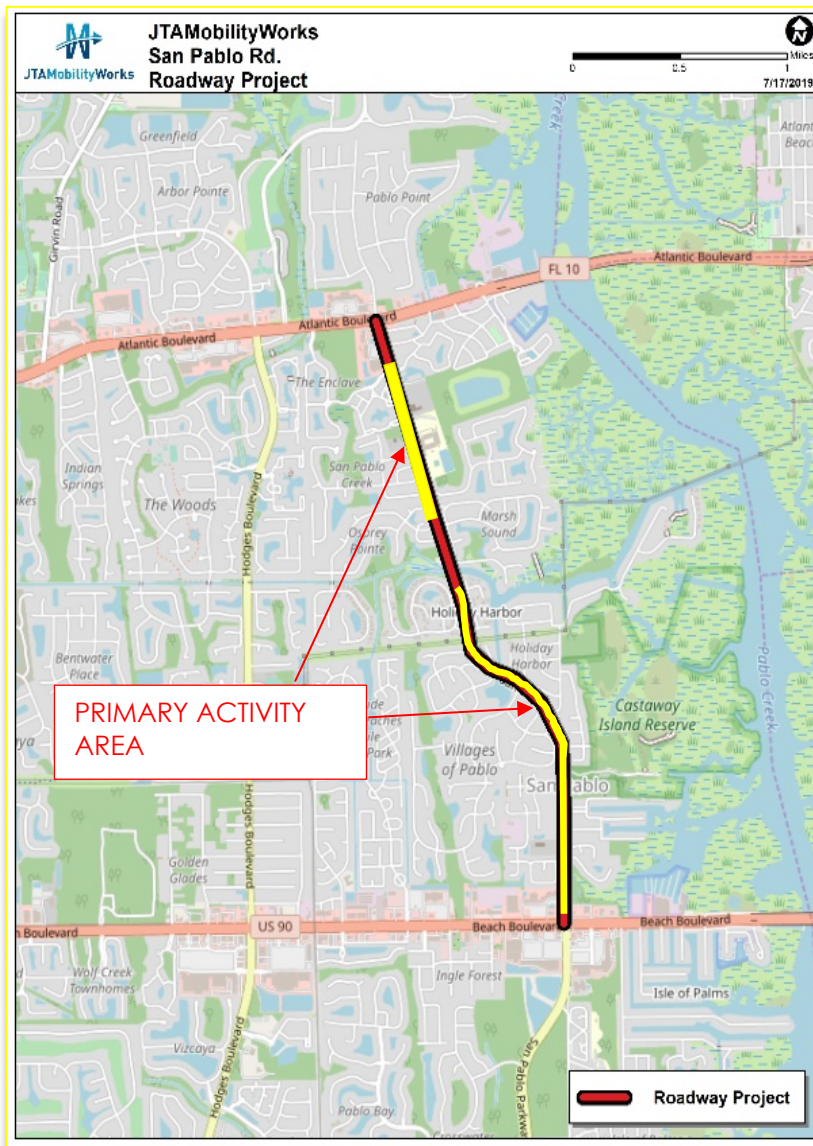 JTAMobilityWorks
JTAMobilityWorks
San Pablo Rd.
Roadway Project
N
Miles
0
0.5
1
7/17/2019
Creek
Greenfield
Atlantic
Beach
Arbor Pointe
Pablo Point
Girvin Road
FL 10
Atlantic Boulevard
Atlantic Boulevard
Atlantic Boulevard
The Enclave
Indian
Springs
The Woods
Hodges Boulevard
San Pablo
Creek
Osprey
Pointe
Marsh
Sound
Holiday Harbor
Bentwater
Place
Holiday
Harbor
Pablo Creek
Castaway
Island Reserve
PRIMARY ACTIVITY
AREA
Park
Villages
of Pablo
San Pablo
Hodges Boulevard
Golden
Glades
US 90
Beach Boulevard
Beach Boulevard
Wolf Creek
Townhomes
Ingle Forest
Isle of Palms
Vizcaya
Hodges Boulevard
San Pablo Parkway
Pablo Bay
Roadway Project